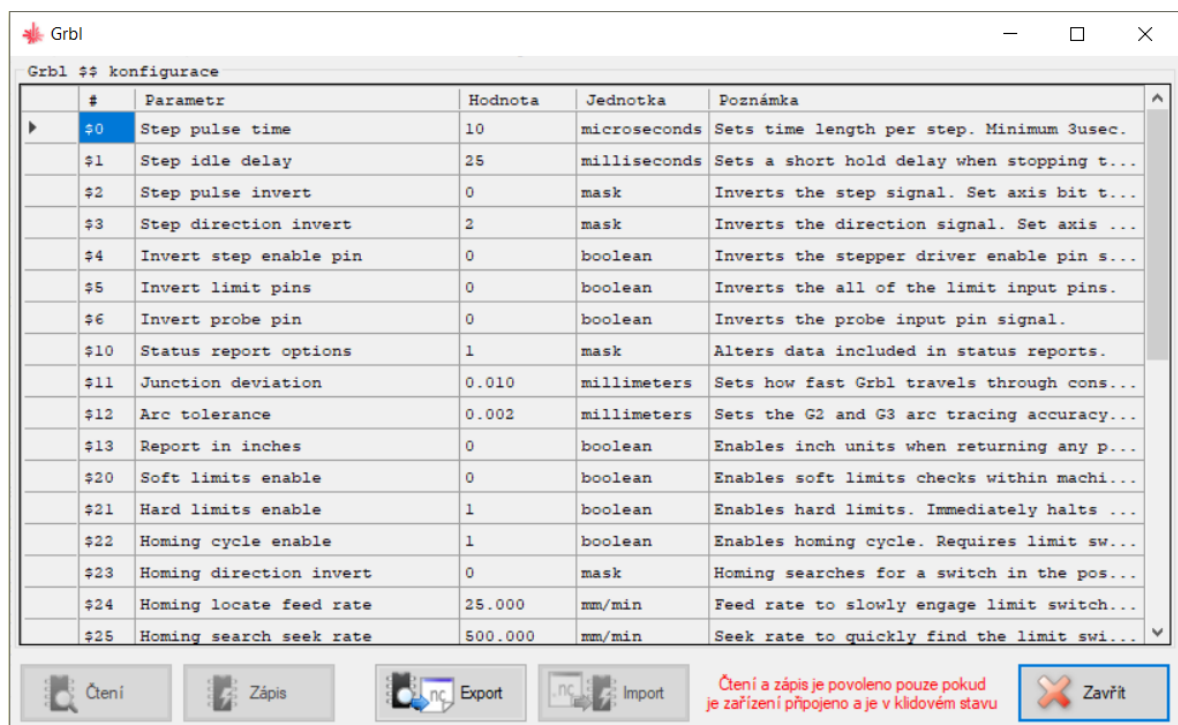 Grbl
Grbl $$ konfigurace
# Parametr Hodnota Jednotka Poznámka
$0 Step pulse time 10 microseconds Sets time length per step. Minimum 3usec.
$1 Step idle delay 25 milliseconds Sets a short hold delay when stopping t...
$2 Step pulse invert 0 mask Inverts the step signal. Set axis bit t...
$3 Step direction invert 2 mask Inverts the direction signal. Set axis ...
$4 Invert step enable pin 0 boolean Inverts the stepper driver enable pin s...
$5 Invert limit pins 0 boolean Inverts the all of the limit input pins.
$6 Invert probe pin 0 boolean Inverts the probe input pin signal.
$10 Status report options 1 mask Alters data included in status reports.
$11 Junction deviation 0.010 millimeters Sets how fast Grbl travels through cons...
$12 Arc tolerance 0.002 millimeters Sets the G2 and G3 arc tracing accuracy...
$13 Report in inches 0 boolean Enables inch units when returning any p...
$20 Soft limits enable 0 boolean Enables soft limits checks within machi...
$21 Hard limits enable 1 boolean Enables hard limits. Immediately halts ...
$22 Homing cycle enable 1 boolean Enables homing cycle. Requires limit sw...
$23 Homing direction invert 0 mask Homing searches for a switch in the pos...
$24 Homing locate feed rate 25.000 mm/min Feed rate to slowly engage limit switch...
$25 Homing search seek rate 500.000 mm/min Seek rate to quickly find the limit swi...
Čtení Zápis nc Export .nc Import Čtení a zápis je povoleno pouze pokud Zavřít
je zařízení připojeno a je v klidovém stavu